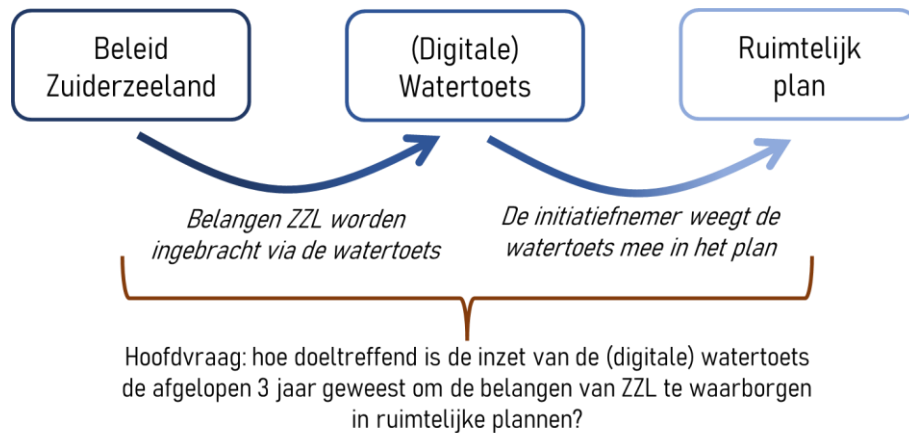 Beleid
Zuiderzeeland
(Digitale)
Watertoets
Ruimtelijk
plan
Belangen ZZL worden
ingebracht via de watertoets
De initiatiefnemer weegt de
watertoets mee in het plan
Hoofdvraag: hoe doeltreffend is de inzet van de (digitale) watertoets
de afgelopen 3 jaar geweest om de belangen van ZZL te waarborgen
in ruimtelijke plannen?